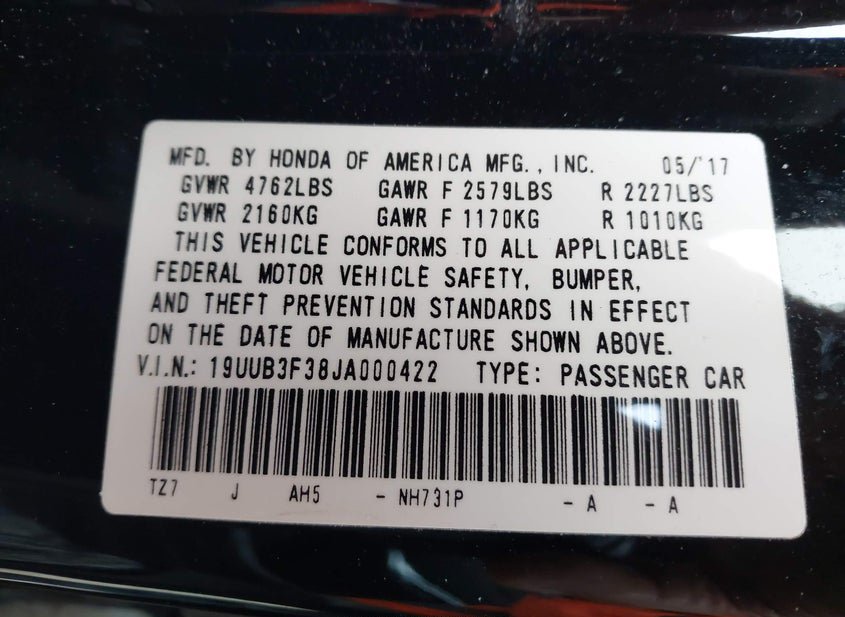 MFD. BY HONDA OF AMERICA MFG., INC. 05/'17
GVWR 4762LBS GAWR F 2579LBS R 2227LBS
GVWR 2160KG GAWR F 1170KG R 1010KG
THIS VEHICLE CONFORMS TO ALL APPLICABLE
FEDERAL MOTOR VEHICLE SAFETY, BUMPER,
AND THEFT PREVENTION STANDARDS IN EFFECT
ON THE DATE OF MANUFACTURE SHOWN ABOVE.
V.I.N.: 19UUB3F38JA000422 TYPE: PASSENGER CAR
TZ7 J AH5 - NH731P - A - A